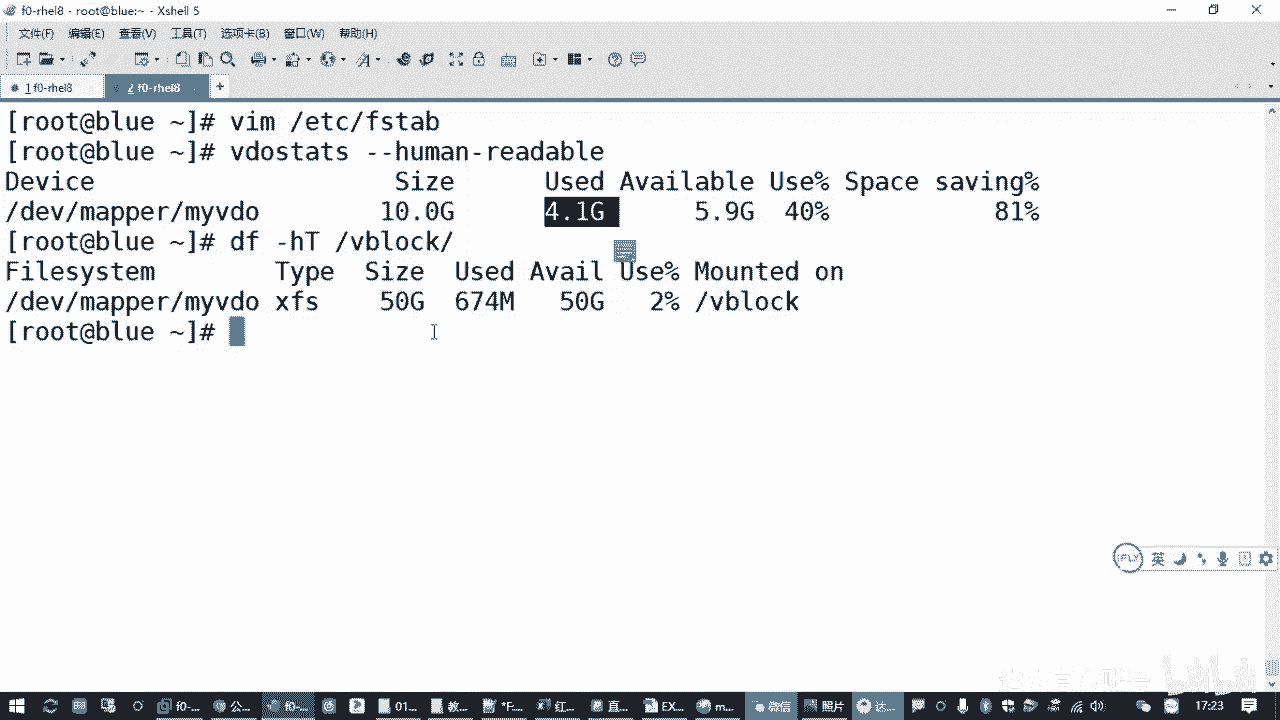 f0-rhel8 - root@blue:~ - Xshell 5
文件(F) 编辑(E) 查看(V) 工具(T) 选项卡(B) 窗口(W) 帮助(H)
1 f0-rhel8 2 f0-rhel8
[root@blue ~]# vim /etc/fstab
[root@blue ~]# vdostats --human-readable
Device Size Used Available Use% Space saving%
/dev/mapper/myvdo 10.0G 4.1G 5.9G 40% 81%
[root@blue ~]# df -hT /vblock/
Filesystem Type Size Used Avail Use% Mounted on
/dev/mapper/myvdo xfs 50G 674M 50G 2% /vblock
[root@blue ~]#
iFLY 英
f0-... 公... f0-... 01... 教... *F... 红... 直... EX... m... 微信 照片 达... 17:23